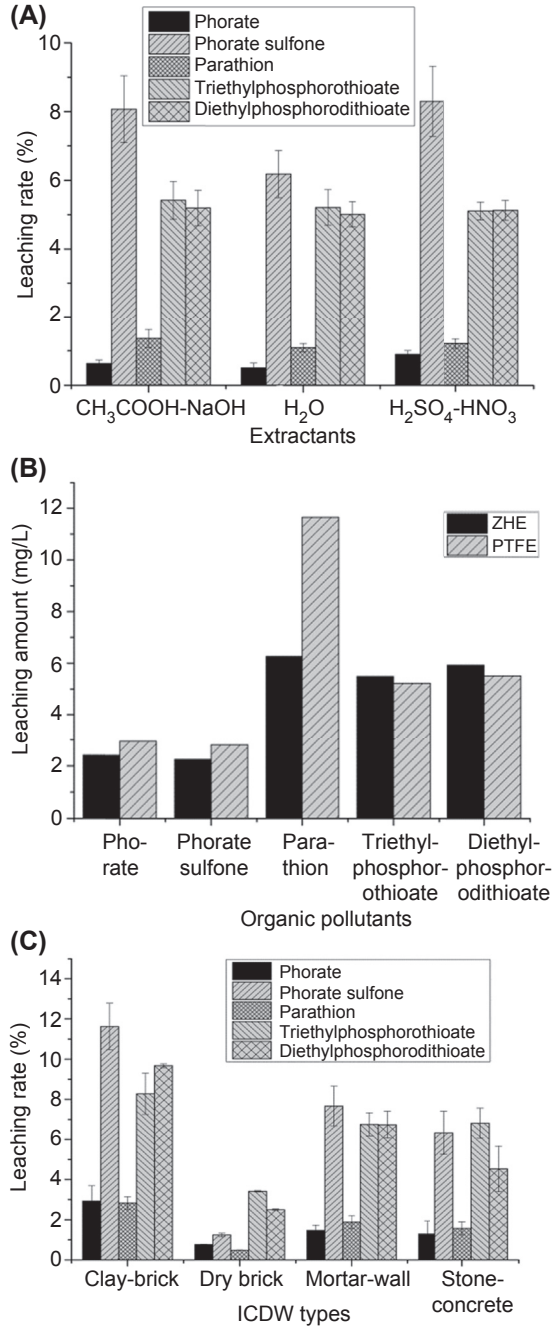 (A)
Phorate
Phorate sulfone
Parathion
Triethylphosphorothioate
Diethylphosphorodithioate
10
8
6
4
2
0
Leaching rate (%)
CH₃COOH-NaOH
H₂O
H₂SO₄-HNO₃
Extractants
(B)
12
10
8
6
4
2
0
Leaching amount (mg/L)
ZHE
PTFE
Pho-
rate
Phorate
sulfone
Para-
thion
Triethyl-
phosphor-
othioate
Diethyl-
phosphor-
odithioate
Organic pollutants
(C)
14
12
10
8
6
4
2
0
Leaching rate (%)
Phorate
Phorate sulfone
Parathion
Triethylphosphorothioate
Diethylphosphorodithioate
Clay-brick
Dry brick
Mortar-wall
Stone-
concrete
ICDW types